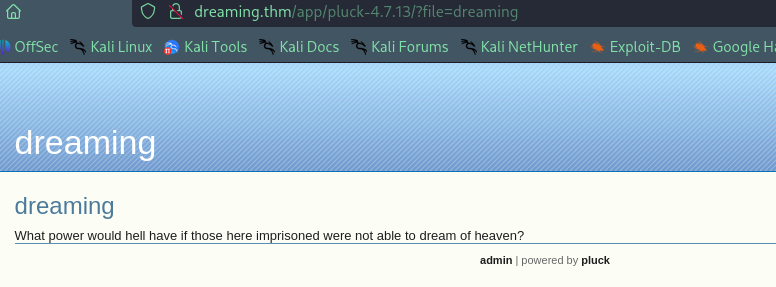 dreaming.thm/app/pluck-4.7.13/?file=dreaming
OffSec Kali Linux Kali Tools Kali Docs Kali Forums Kali NetHunter Exploit-DB Google Ha
dreaming
dreaming
What power would hell have if those here imprisoned were not able to dream of heaven?
admin | powered by pluck